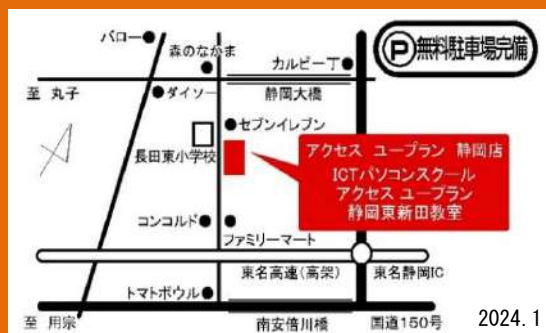 バロー
森のなかま
カルビー丁
P 無料駐車場完備
至 丸子
ダイソー
静岡大橋
セブンイレブン
長田東小学校
アクセス ユープラン 静岡店
ICTパソコンスクール
アクセス ユープラン
静岡東新田教室
コンコルド
ファミリーマート
東名高速(高架)
東名静岡IC
トマトボウル
至 用宗
南安倍川橋
国道150号
2024.1